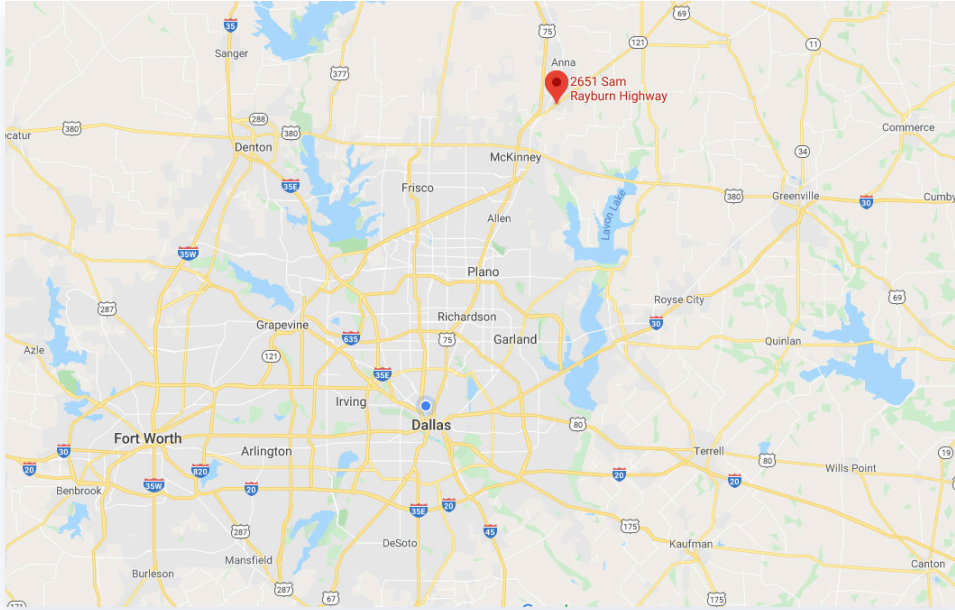 69
35
75
Sanger
121
11
377
Anna
2651 Sam
Rayburn Highway
288
380
ecatur
380
Commerce
Denton
34
McKinney
35E
Frisco
380
Greenville
30
Cumby
Allen
Lavon Lake
35W
Plano
Royse City
69
287
Richardson
30
Grapevine
635
75
Garland
Quinlan
121
Azle
35E
Irving
Dallas
80
Fort Worth
Arlington
30
Terrell
80
19
20
820
20
20
Wills Point
Benbrook
35W
20
20
35E
45
175
287
DeSoto
Kaufman
Mansfield
Canton
Burleson
287
67
175
171